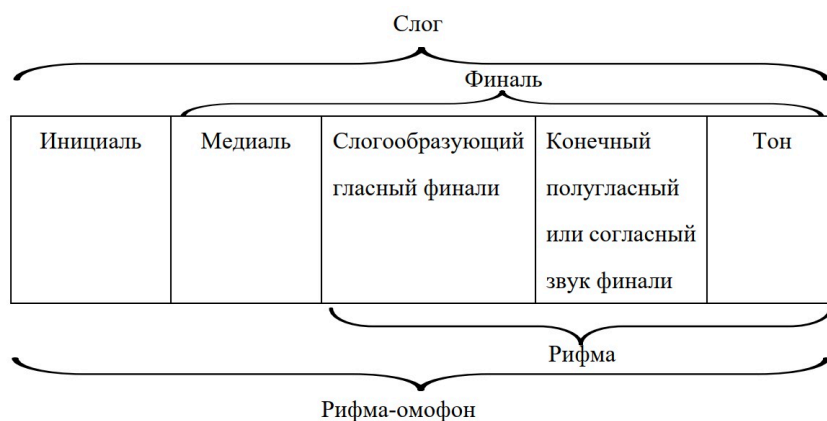 Слог
Финаль
Инициаль
Медиаль
Слогообразующий
гласный финали
Конечный
полугласный
или согласный
звук финали
Тон
Рифма
Рифма-омофон